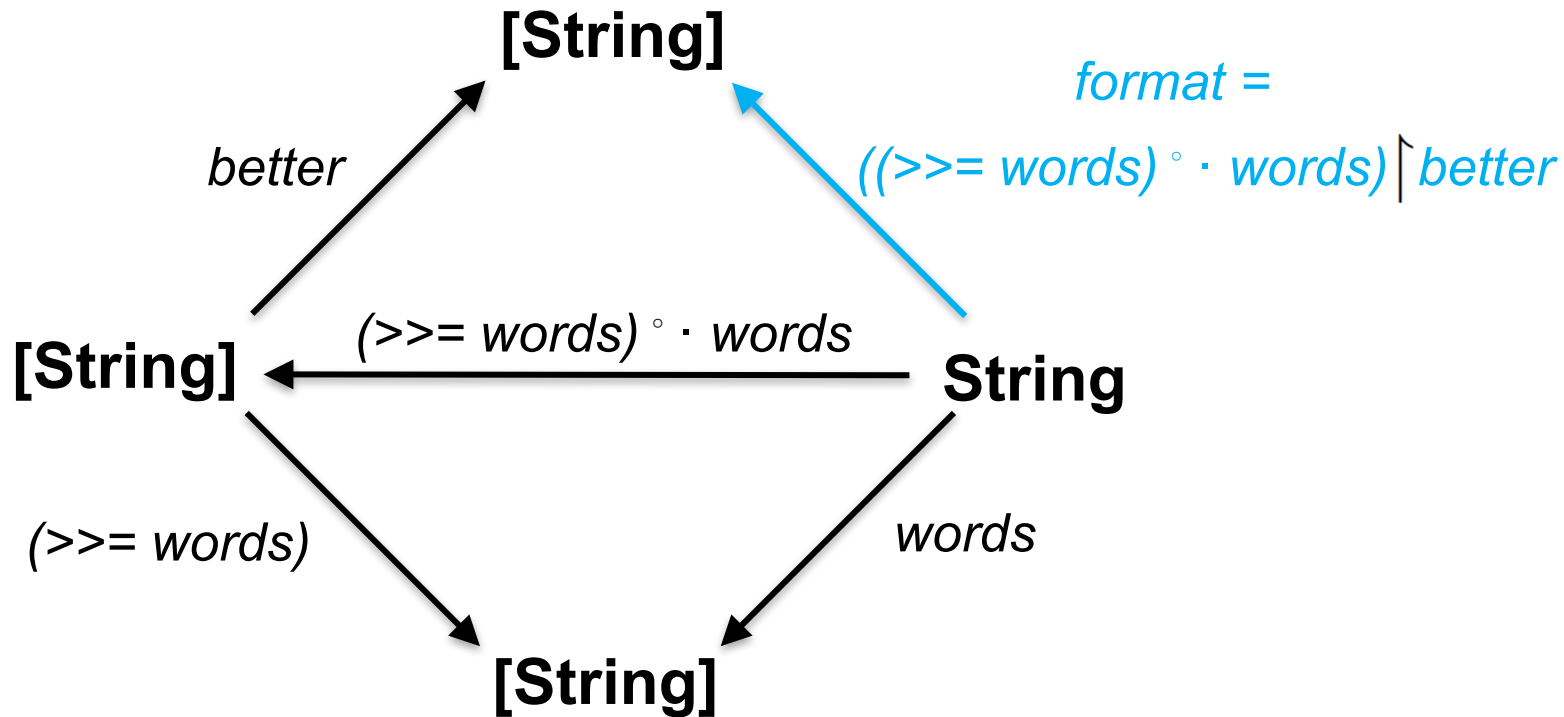 [String]
format =
better
((>>= words) ° · words)↾better
(>>= words) ° · words
[String]
String
(>>= words)
words
[String]